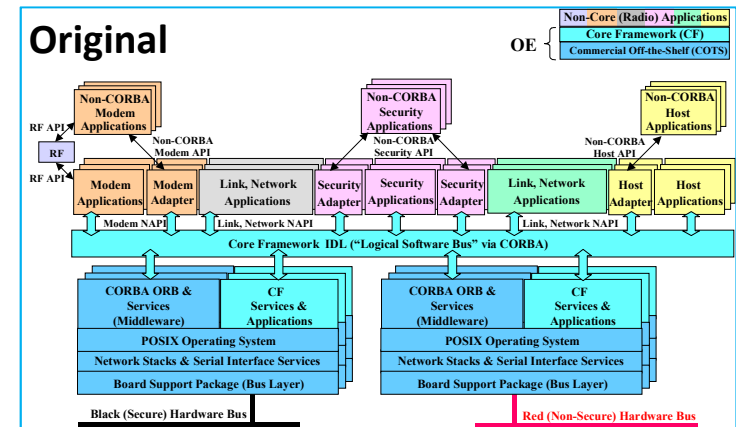 Original
OE
Non-Core (Radio) Applications
Core Framework (CF)
Commercial Off-the-Shelf (COTS)
Non-CORBA
Modem
Applications
Non-CORBA
Security
Applications
Non-CORBA
Host
Applications
RF API
RF
RF API
Non-CORBA
Modem API
Non-CORBA
Security API
Non-CORBA
Host API
Modem
Applications
Modem
Adapter
Link, Network
Applications
Security
Adapter
Security
Applications
Security
Adapter
Link, Network
Applications
Host
Adapter
Host
Applications
Modem NAPI
Link, Network NAPI
Link, Network NAPI
Core Framework IDL (“Logical Software Bus” via CORBA)
CORBA ORB &
Services
(Middleware)
CF
Services &
Applications
POSIX Operating System
Network Stacks & Serial Interface Services
Board Support Package (Bus Layer)
CORBA ORB &
Services
(Middleware)
CF
Services &
Applications
POSIX Operating System
Network Stacks & Serial Interface Services
Board Support Package (Bus Layer)
Black (Secure) Hardware Bus
Red (Non-Secure) Hardware Bus